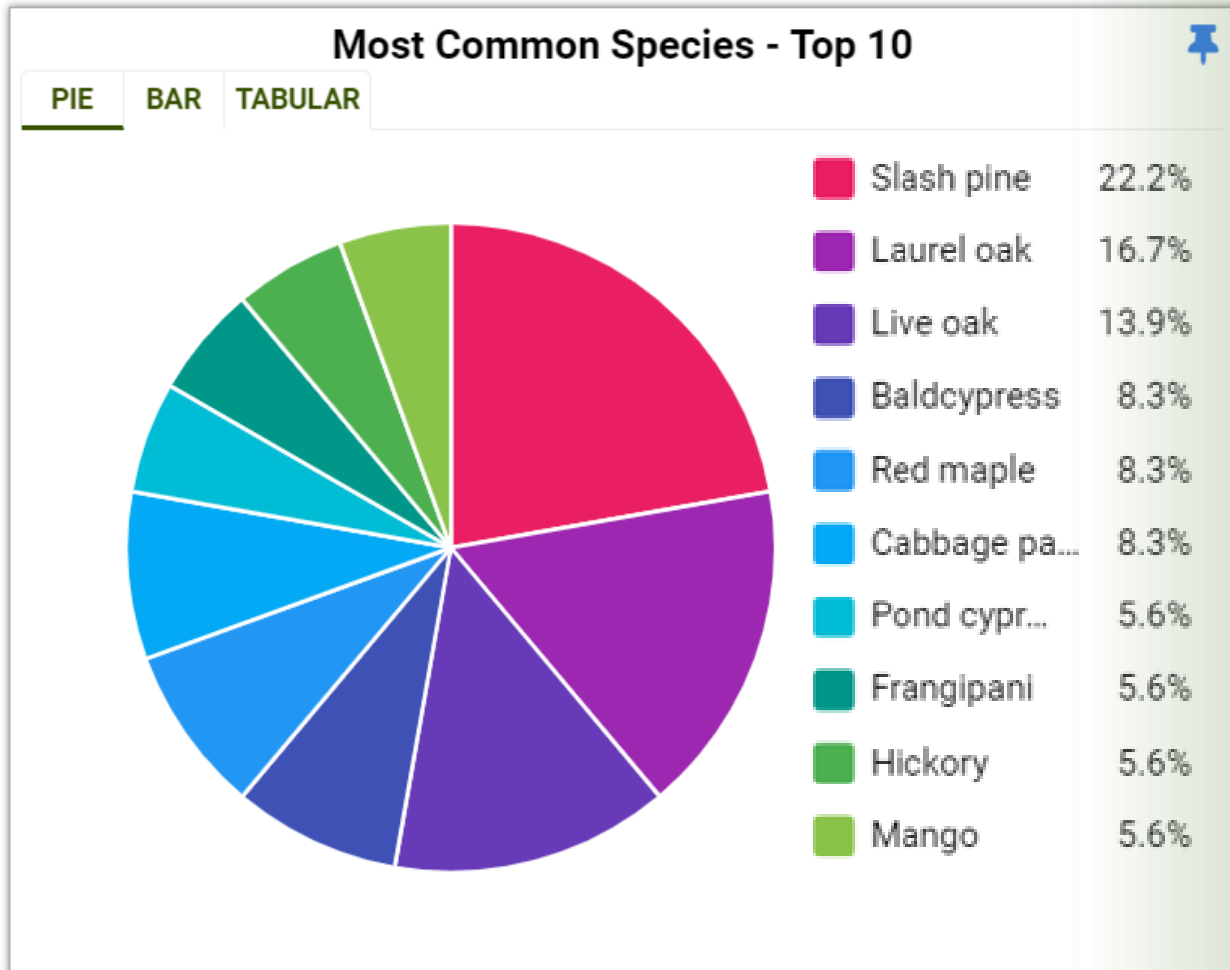 Most Common Species - Top 10
PIE BAR TABULAR
Slash pine 22.2%
Laurel oak 16.7%
Live oak 13.9%
Baldcypress 8.3%
Red maple 8.3%
Cabbage pa... 8.3%
Pond cypr... 5.6%
Frangipani 5.6%
Hickory 5.6%
Mango 5.6%